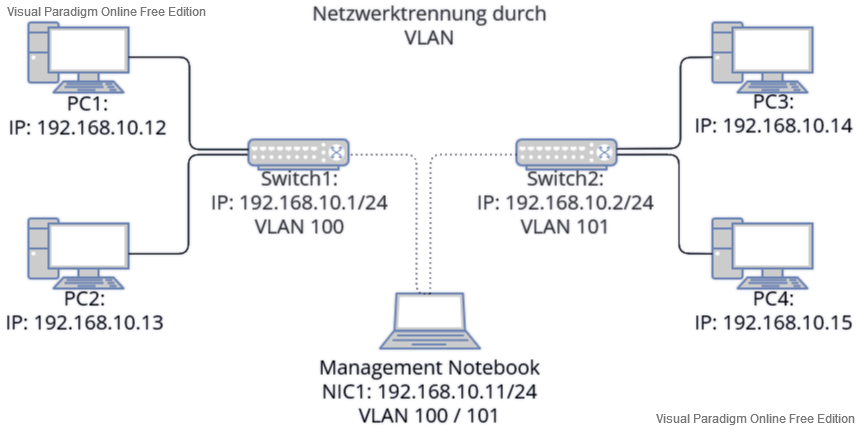 Visual Paradigm Online Free Edition
Netzwerktrennung durch
VLAN
PC1:
IP: 192.168.10.12
PC3:
IP: 192.168.10.14
Switch1:
IP: 192.168.10.1/24
VLAN 100
Switch2:
IP: 192.168.10.2/24
VLAN 101
PC2:
IP: 192.168.10.13
PC4:
IP: 192.168.10.15
Management Notebook
NIC1: 192.168.10.11/24
VLAN 100 / 101
Visual Paradigm Online Free Edition